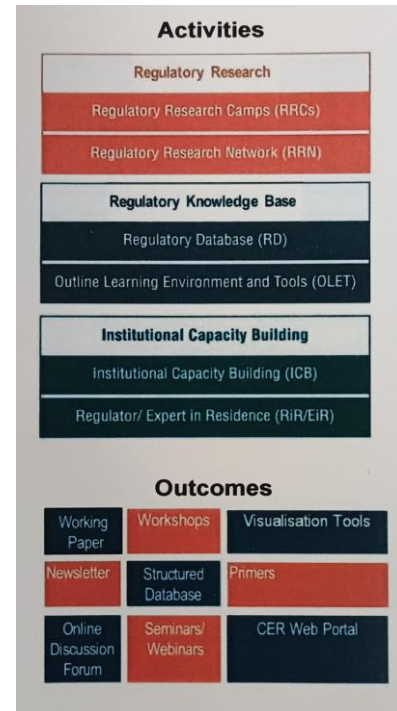 Activities
Regulatory Research
Regulatory Research Camps (RRCs)
Regulatory Research Network (RRN)
Regulatory Knowledge Base
Regulatory Database (RD)
Outline Learning Environment and Tools (OLET)
Institutional Capacity Building
Institutional Capacity Building (ICB)
Regulator/ Expert in Residence (RiR/EiR)
Outcomes
Working
Paper
Workshops
Visualisation Tools
Newsletter
Structured
Database
Primers
Online
Discussion
Forum
Seminars/
Webinars
CER Web Portal